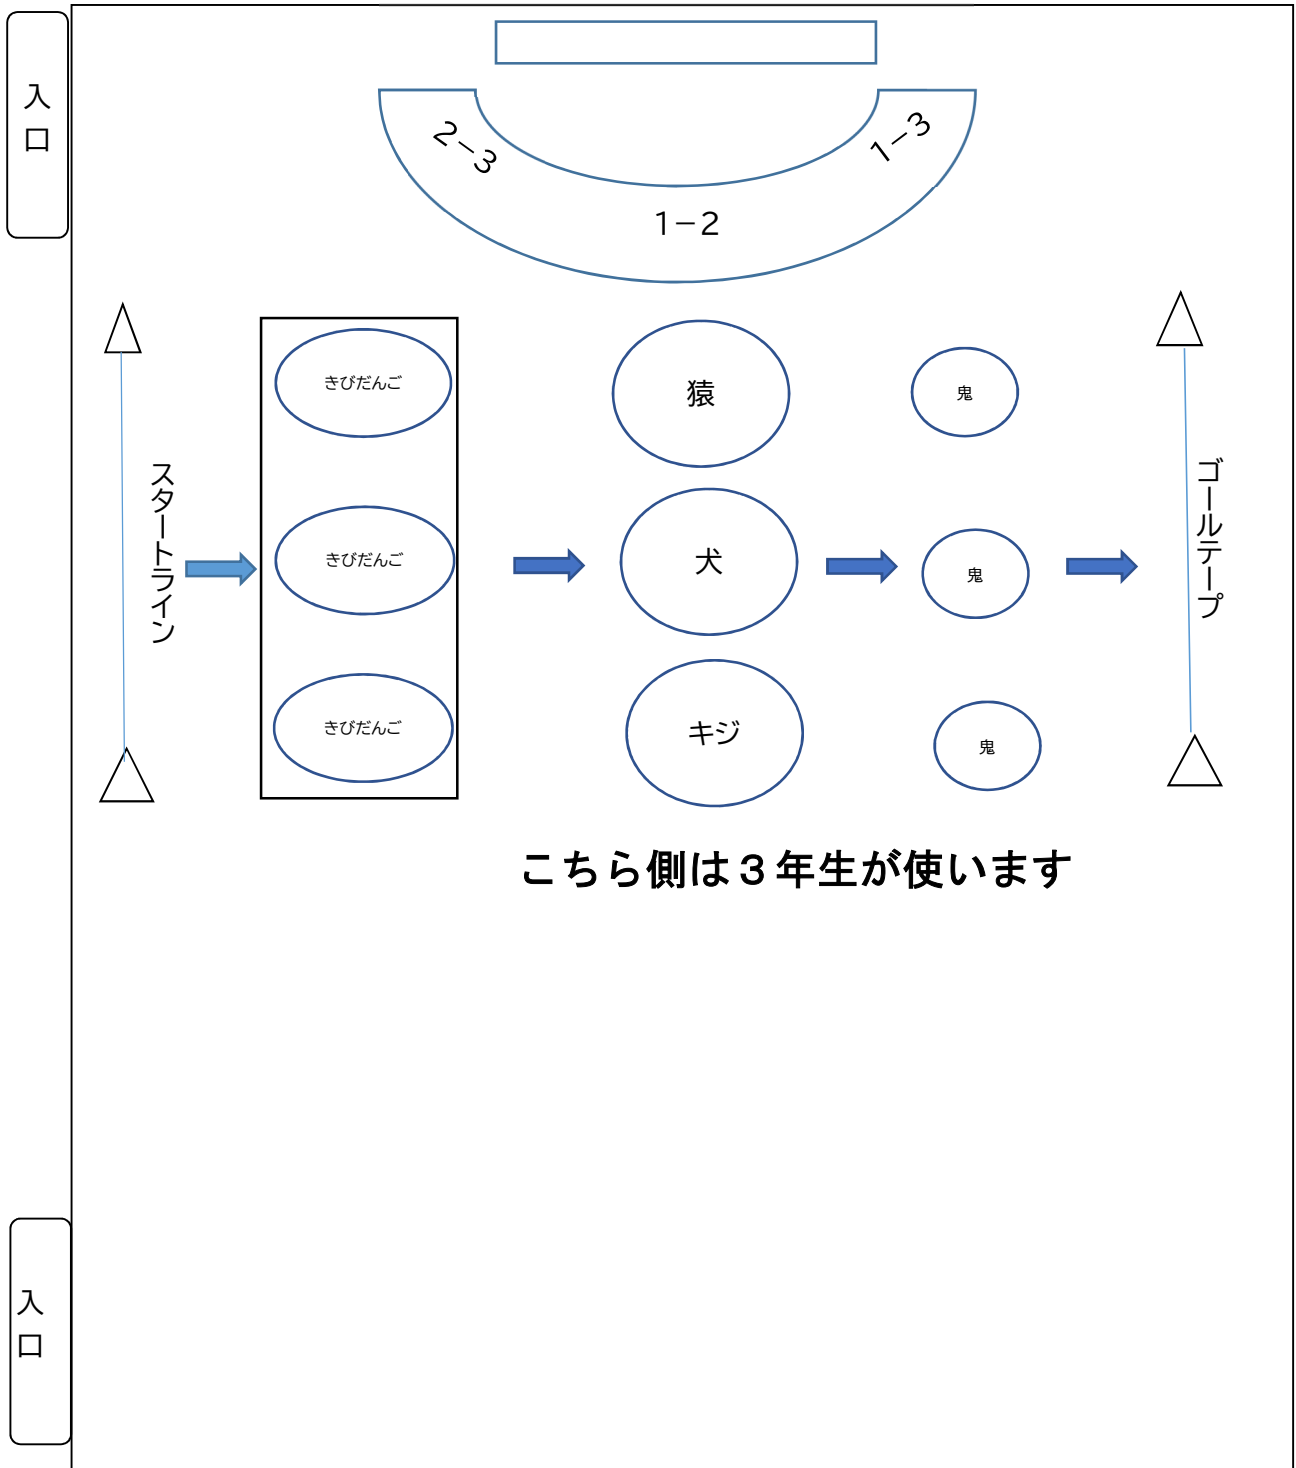 入口
2－3
1－3
1－2
スタートライン
きびだんご
きびだんご
きびだんご
猿
犬
キジ
鬼
鬼
鬼
ゴールテープ
こちら側は３年生が使います
入口